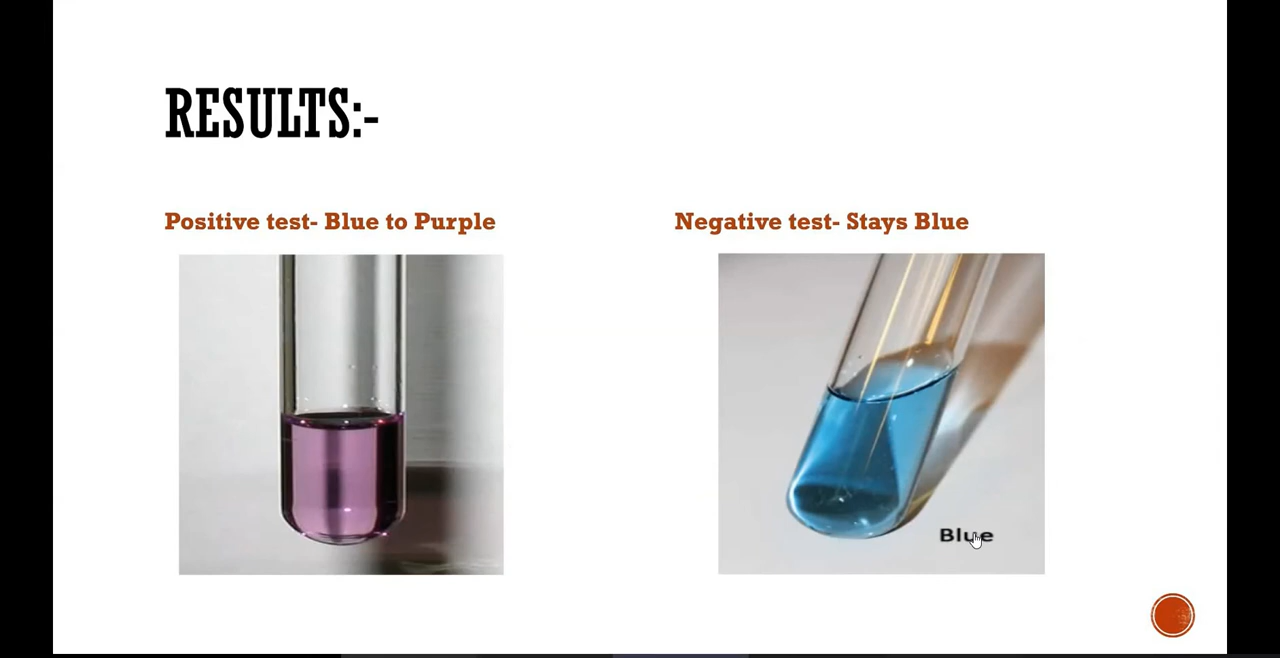 RESULTS:-
Positive test- Blue to Purple
Negative test- Stays Blue
Blue